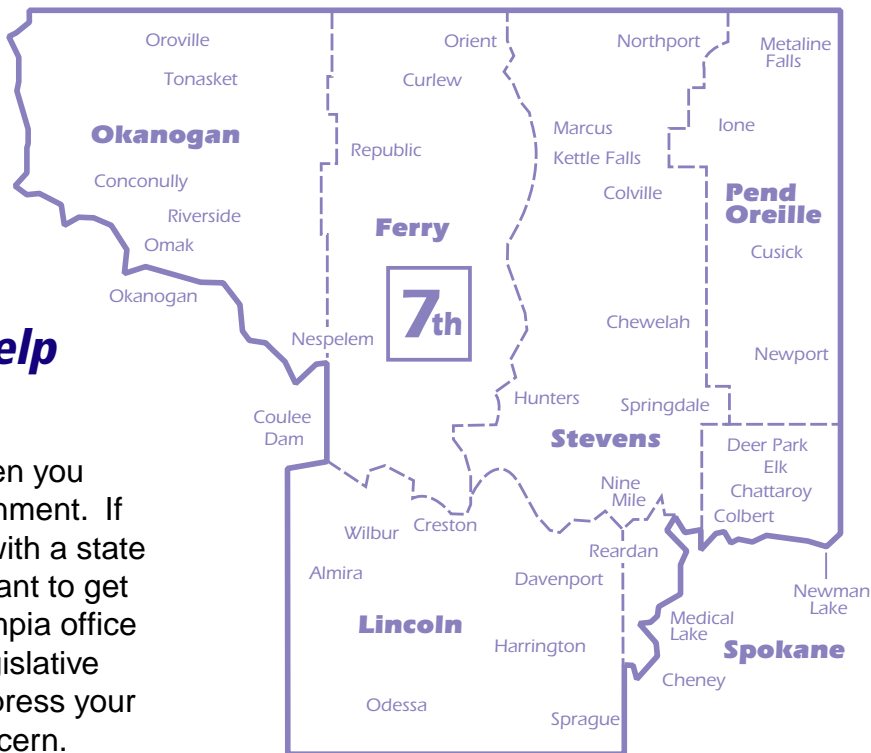 Oroville
Orient
Northport
Metaline
Falls
Tonasket
Curlew
Okanogan
Marcus
Ione
Republic
Kettle Falls
Conconully
Colville
Pend
Oreille
Riverside
Ferry
Omak
Cusick
Okanogan
7th
Chewelah
Nespelem
Newport
Hunters
Springdale
Coulee
Dam
Stevens
Deer Park
Elk
Nine
Mile
Chattaroy
Colbert
Wilbur
Creston
Reardan
Almira
Davenport
Newman
Lake
Lincoln
Medical
Lake
Harrington
Spokane
Cheney
Odessa
Sprague
elp
en you
nment. If
with a state
ant to get
mpia office
gislative
press your
cern.